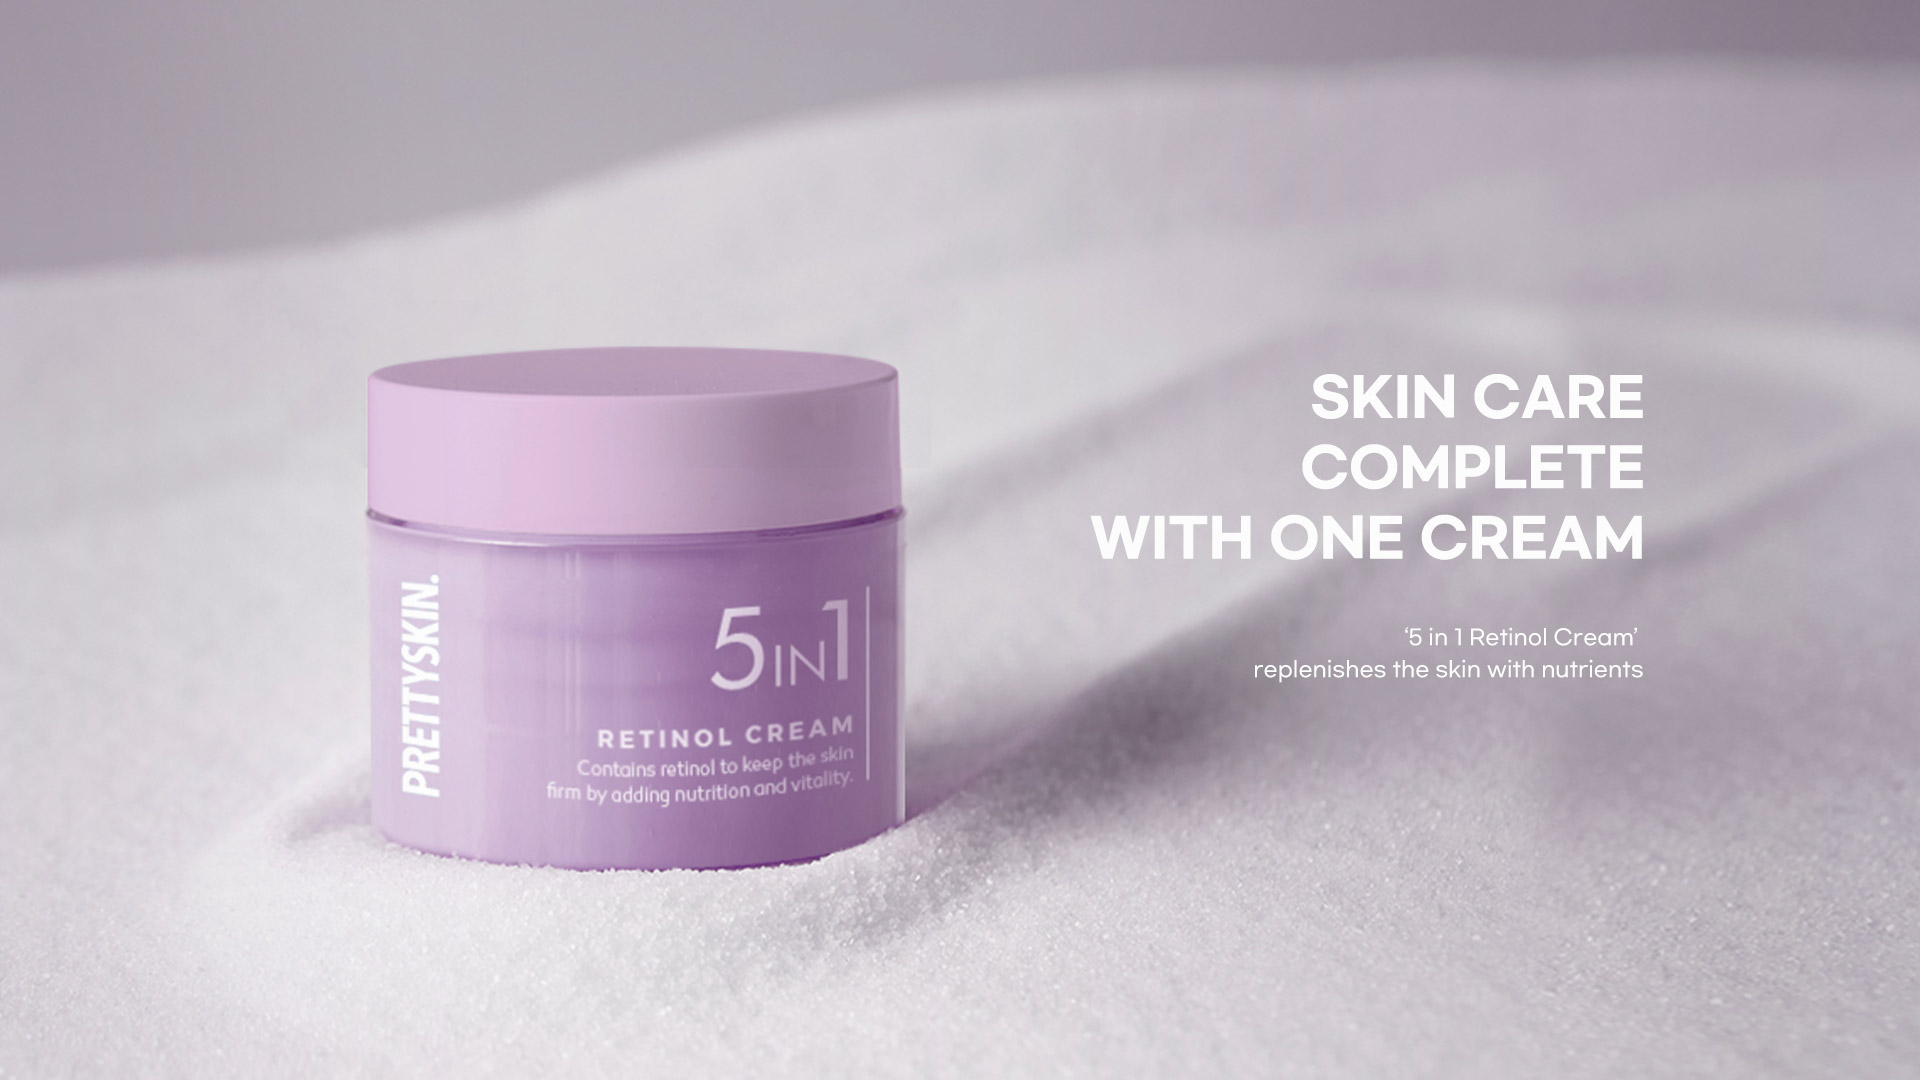 PRETTYSKIN.
5IN1
RETINOL CREAM
Contains retinol to keep the skin
firm by adding nutrition and vitality.
SKIN CARE
COMPLETE
WITH ONE CREAM
‘5 in 1 Retinol Cream’
replenishes the skin with nutrients